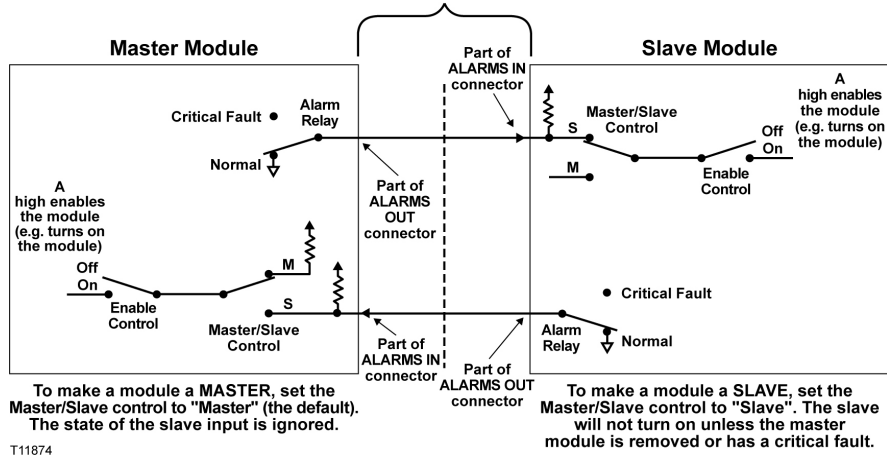 Master Module
Part of
ALARMS IN
connector
Slave Module
Critical Fault
Alarm
Relay
Normal
Part of
ALARMS
OUT
connector
A
high enables
the module
(e.g. turns on
the module)
Off
On
Enable
Control
M
S
Master/Slave
Control
Part of
ALARMS IN
connector
S
Master/Slave
Control
M
Off
On
Enable
Control
A
high enables
the module
(e.g. turns on
the module)
Critical Fault
Alarm
Relay
Normal
Part of
ALARMS OUT
connector
To make a module a MASTER, set the
Master/Slave control to "Master" (the default).
The state of the slave input is ignored.
To make a module a SLAVE, set the
Master/Slave control to "Slave". The slave
will not turn on unless the master
module is removed or has a critical fault.
T11874